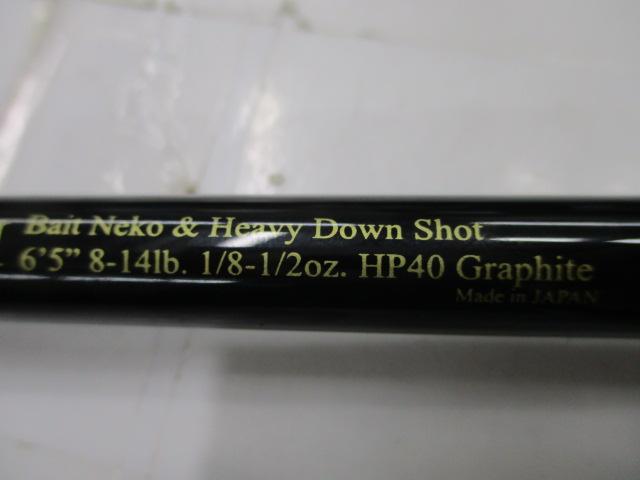 Bait Neko & Heavy Down Shot
6'5” 8-14lb. 1/8-1/2oz. HP40 Graphite
Made in JAPAN